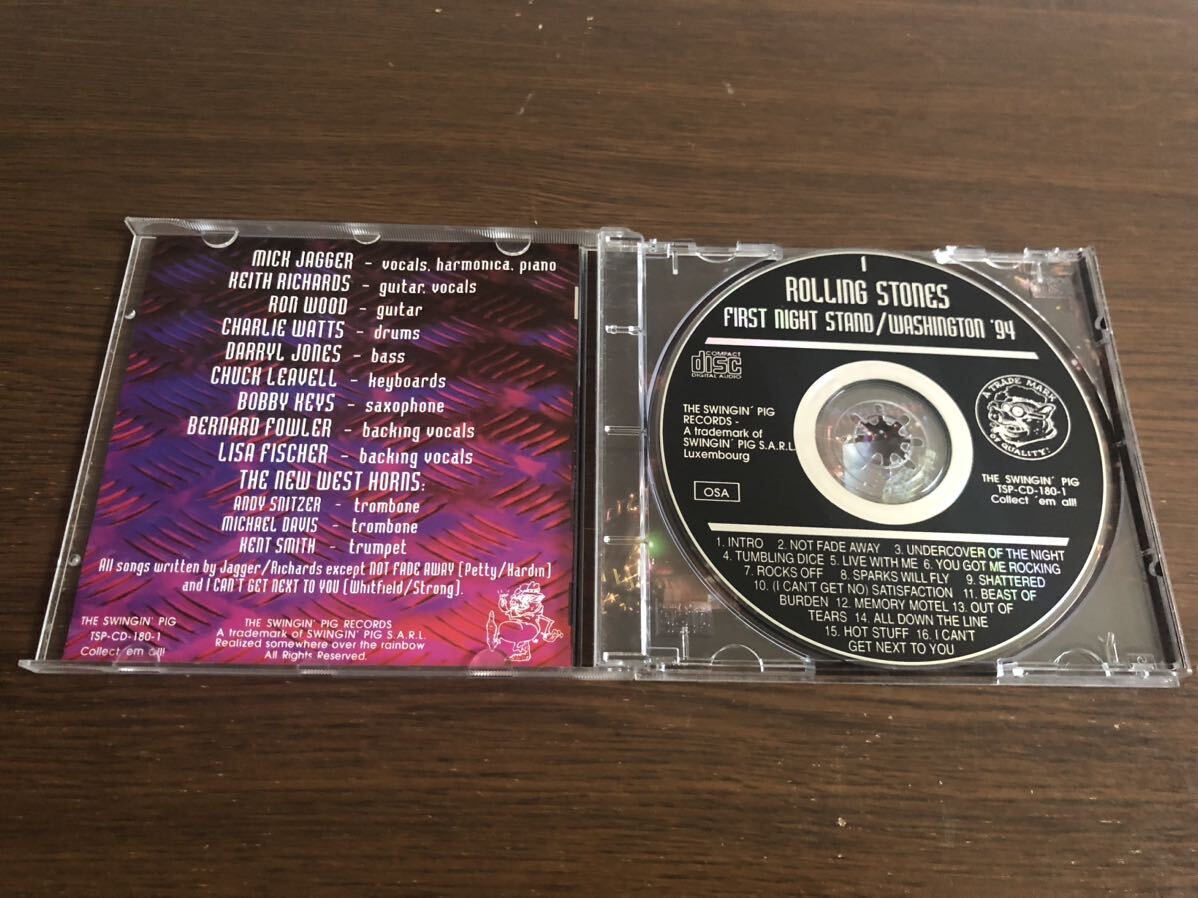 MICK JAGGER - vocals, harmonica, piano
KEITH RICHARDS - guitar, vocals
RON WOOD - guitar
CHARLIE WATTS - drums
DARRYL JONES - bass
CHUCK LEAVELL - keyboards
BOBBY KEYS - saxophone
BERNARD FOWLER - backing vocals
LISA FISCHER - backing vocals
THE NEW WEST HORNS:
ANDY SNITZER - trombone
MICHAEL DAVIS - trombone
KENT SMITH - trumpet
All songs written by Jagger/Richards except NOT FADE AWAY (Petty/Hardin)
and I CAN'T GET NEXT TO YOU (Whitfield/Strong).
THE SWINGIN' PIG
TSP-CD-180-1
Collect 'em all!
THE SWINGIN' PIG RECORDS
A trademark of SWINGIN' PIG S.A.R.L.
Realized somewhere over the rainbow
All Rights Reserved.
I
ROLLING STONES
FIRST NIGHT STAND/WASHINGTON '94
COMPACT
disc
DIGITAL AUDIO
THE SWINGIN' PIG
RECORDS -
A trademark of
SWINGIN' PIG S.A.R.L.
Luxembourg
OSA
A TRADE MARK
OF QUALITY!
THE SWINGIN' PIG
TSP-CD-180-1
Collect 'em all!
1. INTRO 2. NOT FADE AWAY 3. UNDERCOVER OF THE NIGHT
4. TUMBLING DICE 5. LIVE WITH ME 6. YOU GOT ME ROCKING
7. ROCKS OFF 8. SPARKS WILL FLY 9. SHATTERED
10. (I CAN'T GET NO) SATISFACTION 11. BEAST OF
BURDEN 12. MEMORY MOTEL 13. OUT OF
TEARS 14. ALL DOWN THE LINE
15. HOT STUFF 16. I CAN'T
GET NEXT TO YOU